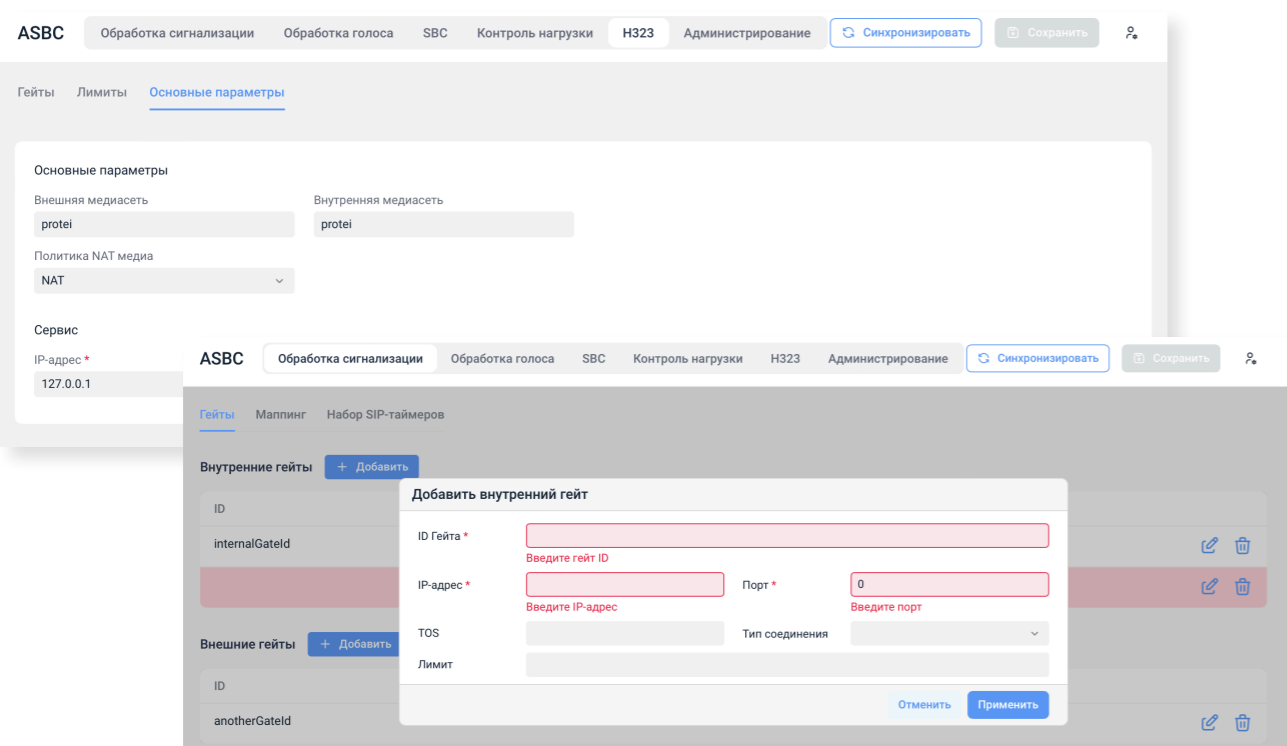 ASBC Обработка сигнализации Обработка голоса SBC Контроль нагрузки H323 Администрирование Синхронизировать Сохранить
Гейты Лимиты Основные параметры
Основные параметры
Внешняя медиасеть Внутренняя медиасеть
protei protei
Политика NAT медиа
NAT
Сервис
IP-адрес *
127.0.0.1
ASBC Обработка сигнализации Обработка голоса SBC Контроль нагрузки H323 Администрирование Синхронизировать Сохранить
Гейты Маппинг Набор SIP-таймеров
Внутренние гейты + Добавить
ID
internalGateId
Внешние гейты + Добавить
ID
anotherGateId
Добавить внутренний гейт
ID Гейта *
Введите гейт ID
IP-адрес * Порт * 0
Введите IP-адрес Введите порт
TOS Тип соединения
Лимит
Отменить Применить